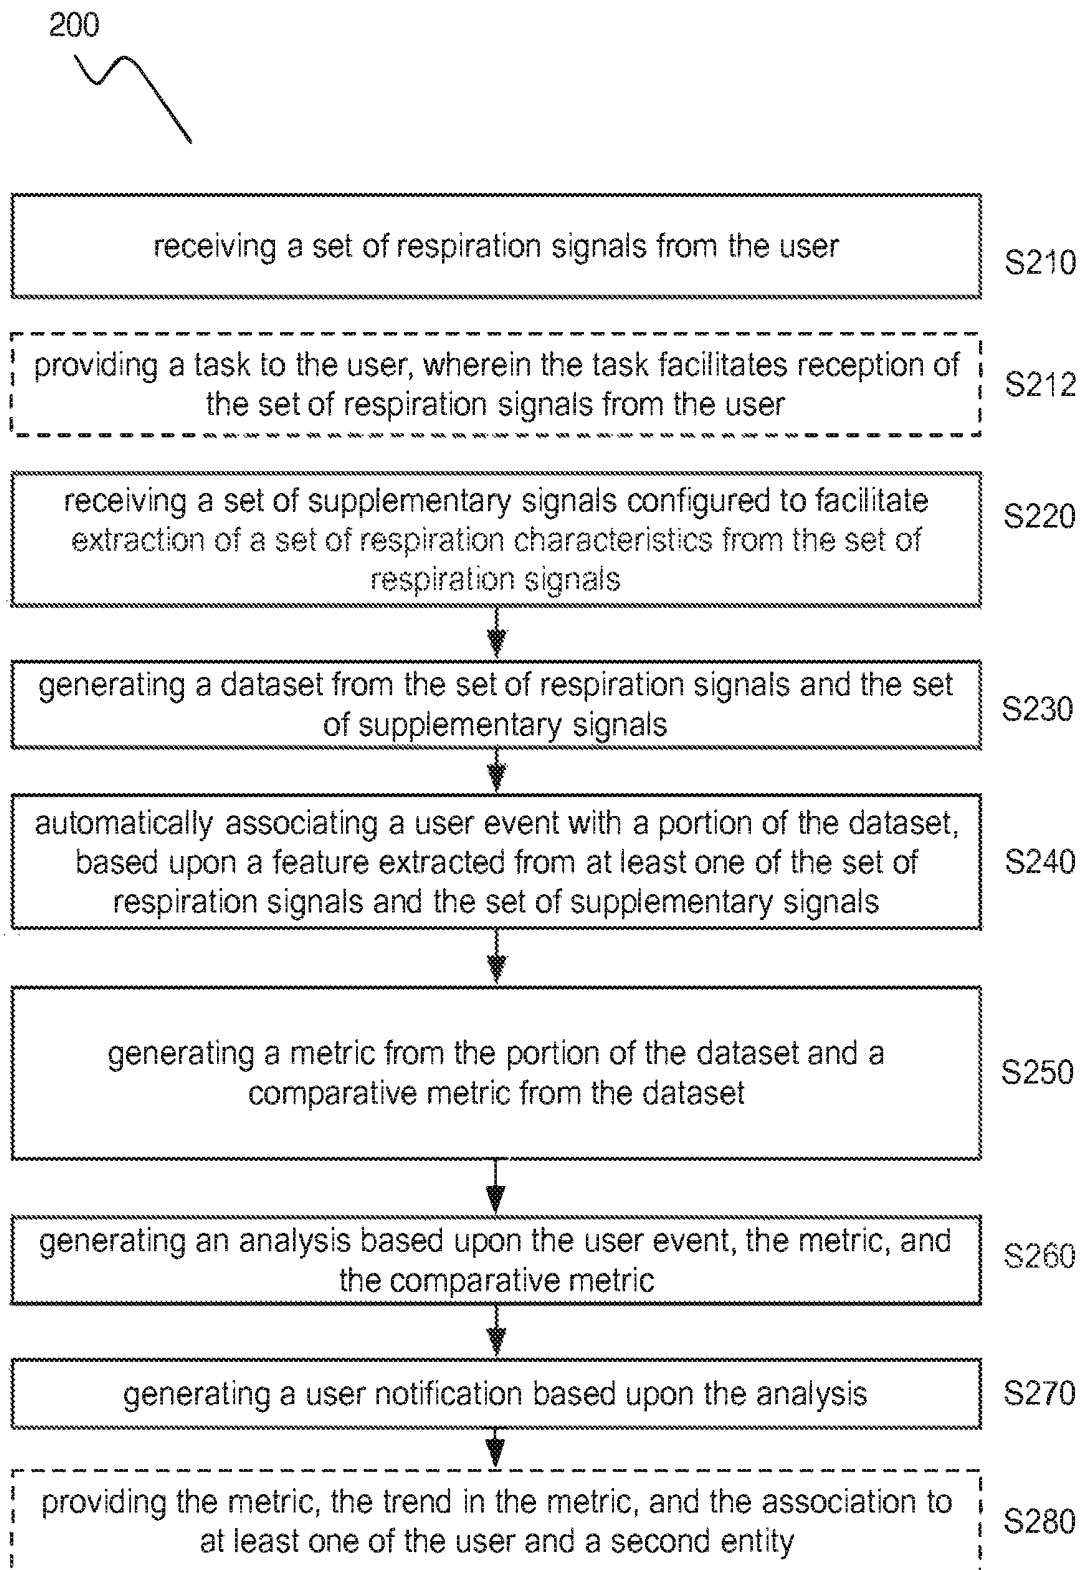 200
receiving a set of respiration signals from the user
S210
providing a task to the user, wherein the task facilitates reception of
the set of respiration signals from the user
S212
receiving a set of supplementary signals configured to facilitate
extraction of a set of respiration characteristics from the set of
respiration signals
S220
generating a dataset from the set of respiration signals and the set
of supplementary signals
S230
automatically associating a user event with a portion of the dataset,
based upon a feature extracted from at least one of the set of
respiration signals and the set of supplementary signals
S240
generating a metric from the portion of the dataset and a
comparative metric from the dataset
S250
generating an analysis based upon the user event, the metric, and
the comparative metric
S260
generating a user notification based upon the analysis
S270
providing the metric, the trend in the metric, and the association to
at least one of the user and a second entity
S280